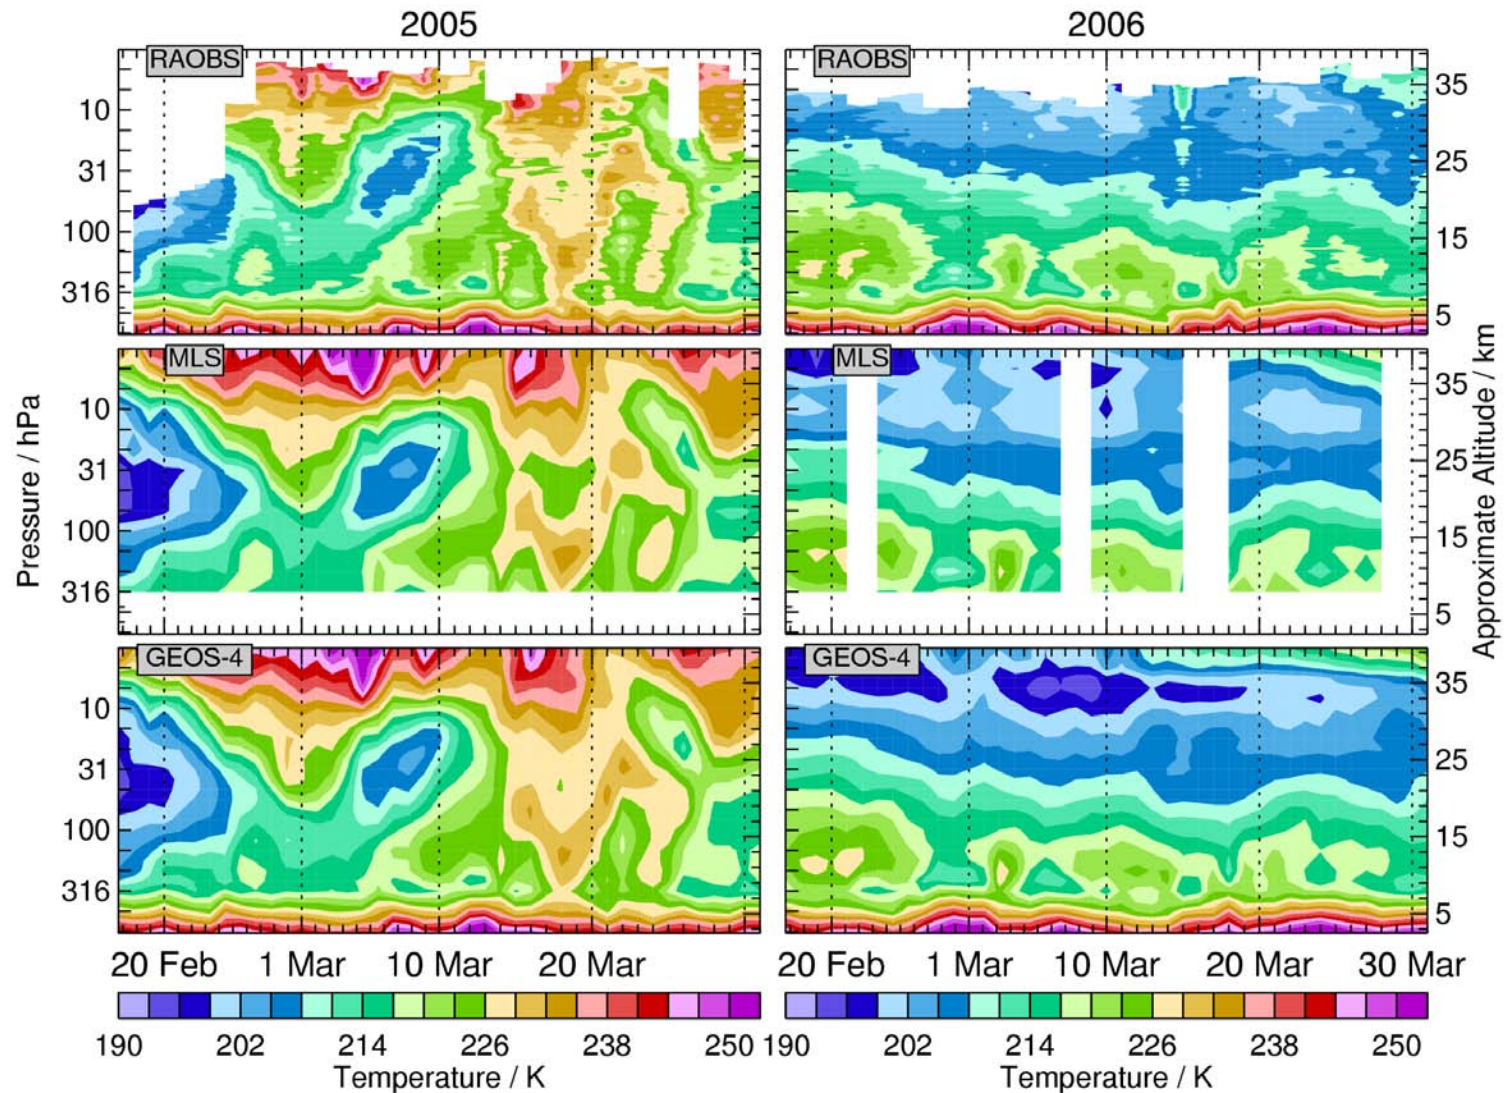 2005
2006
RAOBS
RAOBS
10
31
100
316
35
25
15
5
MLS
MLS
10
31
100
316
35
25
15
5
Pressure / hPa
Approximate Altitude / km
GEOS-4
GEOS-4
10
31
100
316
35
25
15
5
20 Feb 1 Mar 10 Mar 20 Mar
20 Feb 1 Mar 10 Mar 20 Mar 30 Mar
190 202 214 226 238 250
190 202 214 226 238 250
Temperature / K
Temperature / K